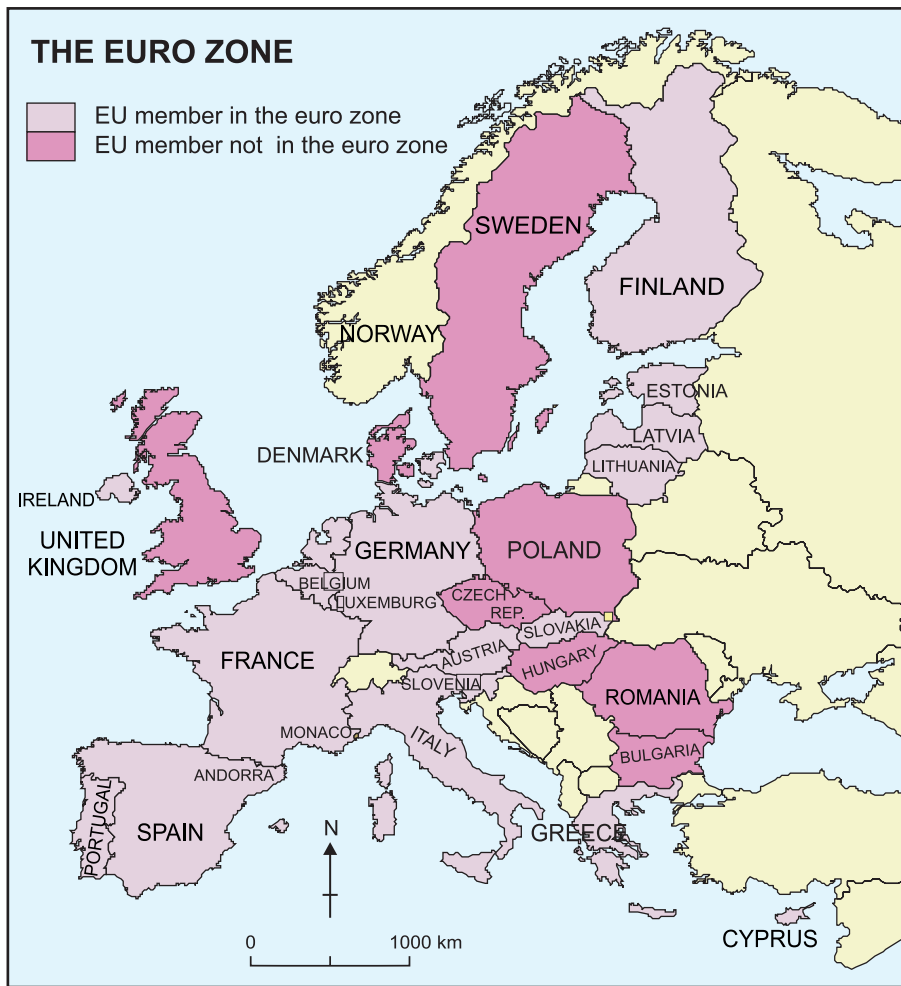 THE EURO ZONE
EU member in the euro zone
EU member not in the euro zone
SWEDEN
FINLAND
NORWAY
ESTONIA
LATVIA
LITHUANIA
DENMARK
IRELAND
UNITED
KINGDOM
GERMANY
POLAND
BELGIUM
LUXEMBURG
CZECH
REP.
SLOVAKIA
AUSTRIA
HUNGARY
FRANCE
SLOVENIA
ROMANIA
MONACO
ITALY
BULGARIA
ANDORRA
PORTUGAL
SPAIN
GREECE
N
CYPRUS
0 1000 km